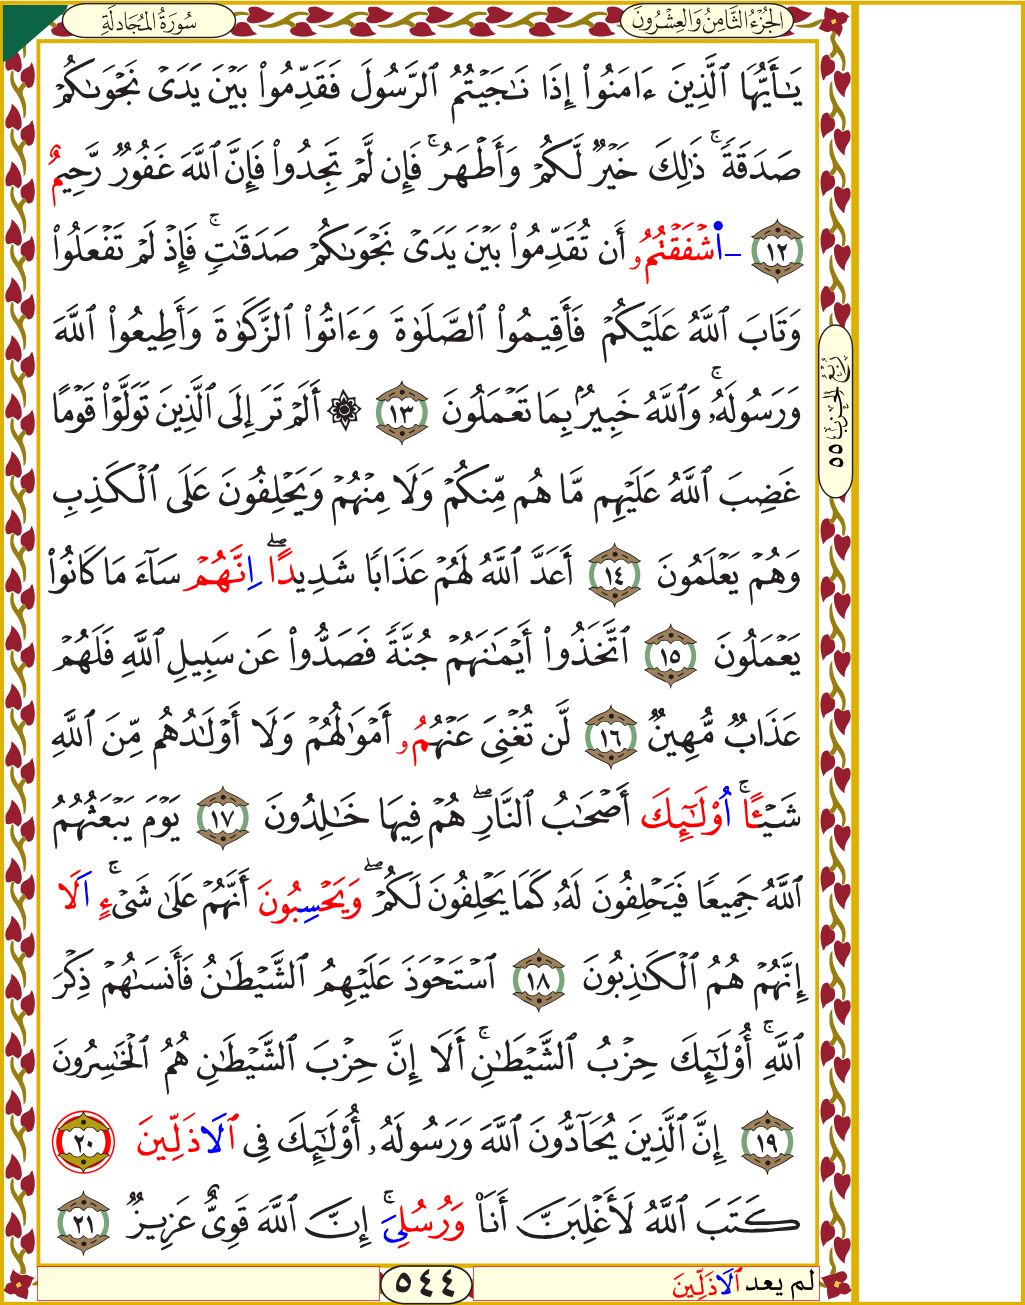 الجُزْءُ الثَّامِنُ وَالعِشْرُونَ
سُورَةُ المُجَادلَةِ
يَٰٓأَيُّهَا ٱلَّذِينَ ءَامَنُوٓاْ إِذَا نَٰجَيْتُمُ ٱلرَّسُولَ فَقَدِّمُواْ بَيْنَ يَدَىْ نَجْوَىٰكُمْ
صَدَقَةٗۚ ذَٰلِكَ خَيْرٞ لَّكُمْ وَأَطْهَرُۚ فَإِن لَّمْ تَجِدُواْ فَإِنَّ ٱللَّهَ غَفُورٞ رَّحِيمٌ
١٢ ءَا۬شْفَقْتُمُۥٓ أَن تُقَدِّمُواْ بَيْنَ يَدَىْ نَجْوَىٰكُمْ صَدَقَٰتٖۚ فَإِذْ لَمْ تَفْعَلُواْ
وَتَابَ ٱللَّهُ عَلَيْكُمْ فَأَقِيمُواْ ٱلصَّلَوٰةَ وَءَاتُواْ ٱلزَّكَوٰةَ وَأَطِيعُواْ ٱللَّهَ
وَرَسُولَهُۥۚ وَٱللَّهُ خَبِيرُۢ بِمَا تَعْمَلُونَ ١٣ ۞ أَلَمْ تَرَ إِلَى ٱلَّذِينَ تَوَلَّوْاْ قَوْمًا
غَضِبَ ٱللَّهُ عَلَيْهِم مَّا هُم مِّنكُمْ وَلَا مِنْهُمْ وَيَحْلِفُونَ عَلَى ٱلْكَذِبِ
وَهُمْ يَعْلَمُونَ ١٤ أَعَدَّ ٱللَّهُ لَهُمْ عَذَابٗا شَدِيدًاۖ اِنَّهُمْ سَآءَ مَا كَانُواْ
يَعْمَلُونَ ١٥ ٱتَّخَذُوٓاْ أَيْمَٰنَهُمْ جُنَّةٗ فَصَدُّواْ عَن سَبِيلِ ٱللَّهِ فَلَهُمْ
عَذَابٞ مُّهِينٞ ١٦ لَّن تُغْنِىَ عَنْهُمُۥٓ أَمْوَٰلُهُمْ وَلَآ أَوْلَٰدُهُم مِّنَ ٱللَّهِ
شَيْـًٔاۚ اُوْلَٰٓئِكَ أَصْحَٰبُ ٱلنَّارِۖ هُمْ فِيهَا خَٰلِدُونَ ١٧ يَوْمَ يَبْعَثُهُمُ
ٱللَّهُ جَمِيعٗا فَيَحْلِفُونَ لَهُۥ كَمَا يَحْلِفُونَ لَكُمْۖ وَيَحْسِبُونَ أَنَّهُمْ عَلَىٰ شَىْءٍۚ اَلَآ
إِنَّهُمْ هُمُ ٱلْكَٰذِبُونَ ١٨ ٱسْتَحْوَذَ عَلَيْهِمُ ٱلشَّيْطَٰنُ فَأَنسَىٰهُمْ ذِكْرَ
ٱللَّهِۚ أُوْلَٰٓئِكَ حِزْبُ ٱلشَّيْطَٰنِۚ أَلَآ إِنَّ حِزْبَ ٱلشَّيْطَٰنِ هُمُ ٱلْخَٰسِرُونَ
١٩ إِنَّ ٱلَّذِينَ يُحَآدُّونَ ٱللَّهَ وَرَسُولَهُۥٓ أُوْلَٰٓئِكَ فِى ٱلَاذَلِّينَ ٢٠
كَتَبَ ٱللَّهُ لَأَغْلِبَنَّ أَنَا۠ وَرُسُلِىَۚ إِنَّ ٱللَّهَ قَوِىٌّ عَزِيزٞ ٢١
رُبُعُ الحِزْبِ ٥٥
لم يعد ٱلَاذَلِّينَ
٥٤٤